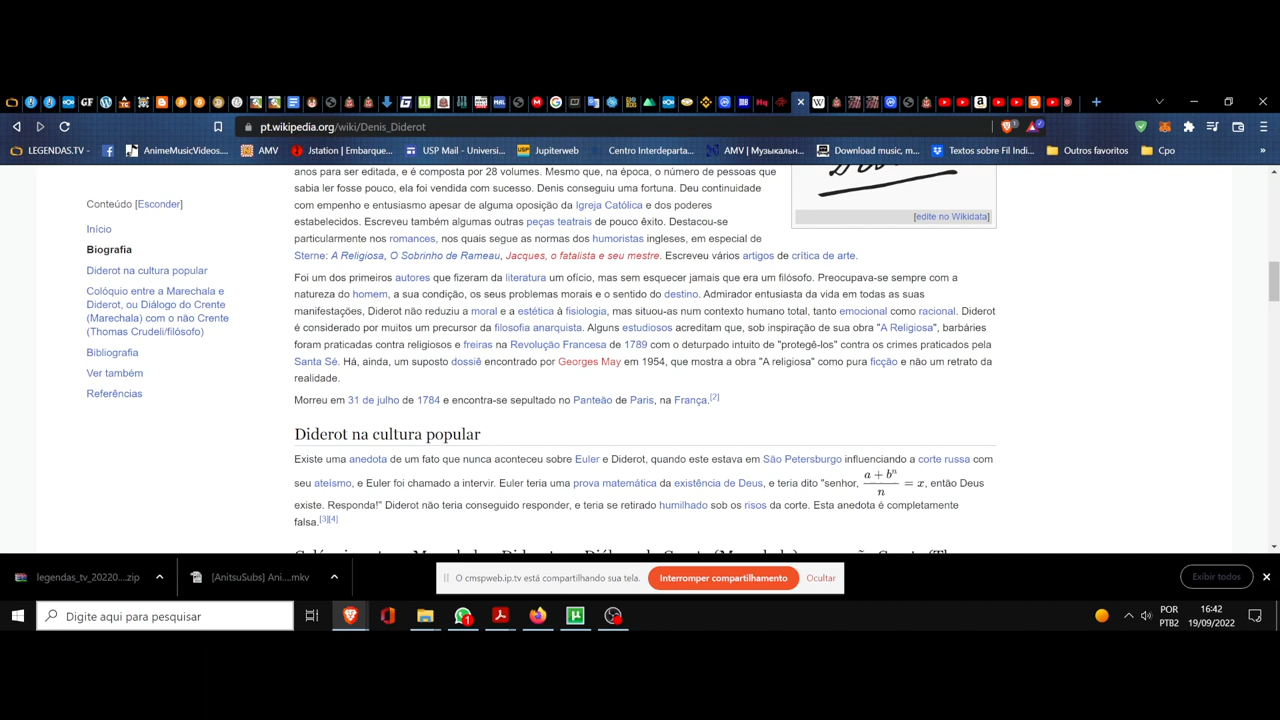 pt.wikipedia.org/wiki/Denis_Diderot
LEGENDAS.TV -
AnimeMusicVideos...
AMV
Jstation | Embarque...
USP Mail - Universi...
Jupiterweb
Centro Interdeparta...
AMV | Музыкальн...
Download music, m...
Textos sobre Fil Indi...
Outros favoritos
Cpo
»
anos para ser editada, e é composta por 28 volumes. Mesmo que, na época, o número de pessoas que
sabia ler fosse pouco, ela foi vendida com sucesso. Denis conseguiu uma fortuna. Deu continuidade
com empenho e entusiasmo apesar de alguma oposição da Igreja Católica e dos poderes
estabelecidos. Escreveu também algumas outras peças teatrais de pouco êxito. Destacou-se
particularmente nos romances, nos quais segue as normas dos humoristas ingleses, em especial de
Sterne: A Religiosa, O Sobrinho de Rameau, Jacques, o fatalista e seu mestre. Escreveu vários artigos de crítica de arte.
[edite no Wikidata]
Conteúdo [Esconder]
Início
Biografia
Diderot na cultura popular
Colóquio entre a Marechala e
Diderot, ou Diálogo do Crente
(Marechala) com o não Crente
(Thomas Crudeli/filósofo)
Bibliografia
Ver também
Referências
Foi um dos primeiros autores que fizeram da literatura um ofício, mas sem esquecer jamais que era um filósofo. Preocupava-se sempre com a
natureza do homem, a sua condição, os seus problemas morais e o sentido do destino. Admirador entusiasta da vida em todas as suas
manifestações, Diderot não reduziu a moral e a estética à fisiologia, mas situou-as num contexto humano total, tanto emocional como racional. Diderot
é considerado por muitos um precursor da filosofia anarquista. Alguns estudiosos acreditam que, sob inspiração de sua obra "A Religiosa", barbáries
foram praticadas contra religiosos e freiras na Revolução Francesa de 1789 com o deturpado intuito de "protegê-los" contra os crimes praticados pela
Santa Sé. Há, ainda, um suposto dossiê encontrado por Georges May em 1954, que mostra a obra "A religiosa" como pura ficção e não um retrato da
realidade.
Morreu em 31 de julho de 1784 e encontra-se sepultado no Panteão de Paris, na França.[2]
Diderot na cultura popular
Existe uma anedota de um fato que nunca aconteceu sobre Euler e Diderot, quando este estava em São Petersburgo influenciando a corte russa com
seu ateísmo, e Euler foi chamado a intervir. Euler teria uma prova matemática da existência de Deus, e teria dito "senhor, (a + bⁿ)/n = x, então Deus
existe. Responda!" Diderot não teria conseguido responder, e teria se retirado humilhado sob os risos da corte. Esta anedota é completamente
falsa.[3][4]
legendas_tv_20220....zip
[AnitsuSubs] Ani....mkv
O cmspweb.ip.tv está compartilhando sua tela.
Interromper compartilhamento
Ocultar
Exibir todos
Digite aqui para pesquisar
POR
PTB2
16:42
19/09/2022